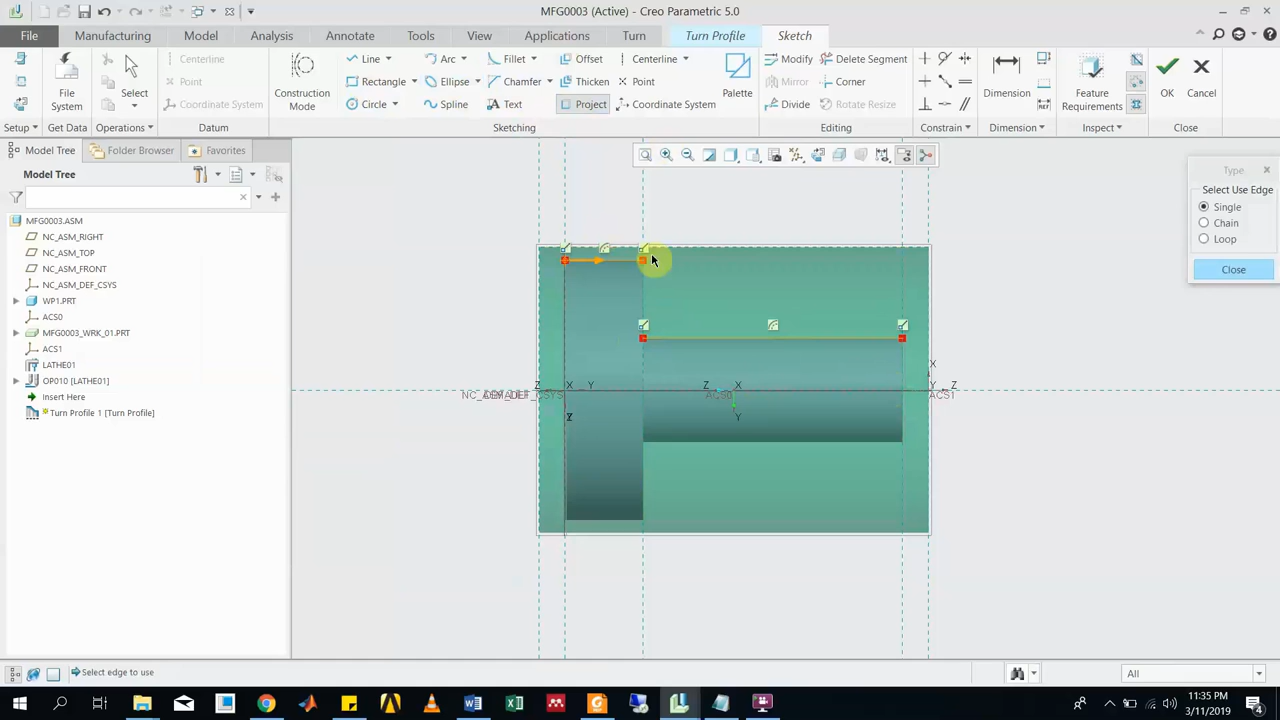 MFG0003 (Active) - Creo Parametric 5.0
File Manufacturing Model Analysis Annotate Tools View Applications Turn Turn Profile Sketch
Centerline Line Arc Fillet Offset Centerline Modify Delete Segment
Point Rectangle Ellipse Chamfer Thicken Point Mirror Corner
File System Select Coordinate System Construction Mode Circle Spline Text Project Coordinate System Palette Divide Rotate Resize Dimension Feature Requirements OK Cancel
Setup Get Data Operations Datum Sketching Editing Constrain Dimension Inspect Close
Model Tree Folder Browser Favorites
Model Tree
Type
Select Use Edge
Single
Chain
Loop
Close
MFG0003.ASM
NC_ASM_RIGHT
NC_ASM_TOP
NC_ASM_FRONT
NC_ASM_DEF_CSYS
WP1.PRT
ACS0
MFG0003_WRK_01.PRT
ACS1
LATHE01
OP010 [LATHE01]
Insert Here
Turn Profile 1 [Turn Profile]
X
Z X Y Z X Y Z
ACS0 ACS1
Y
Select edge to use
All
11:35 PM
3/11/2019